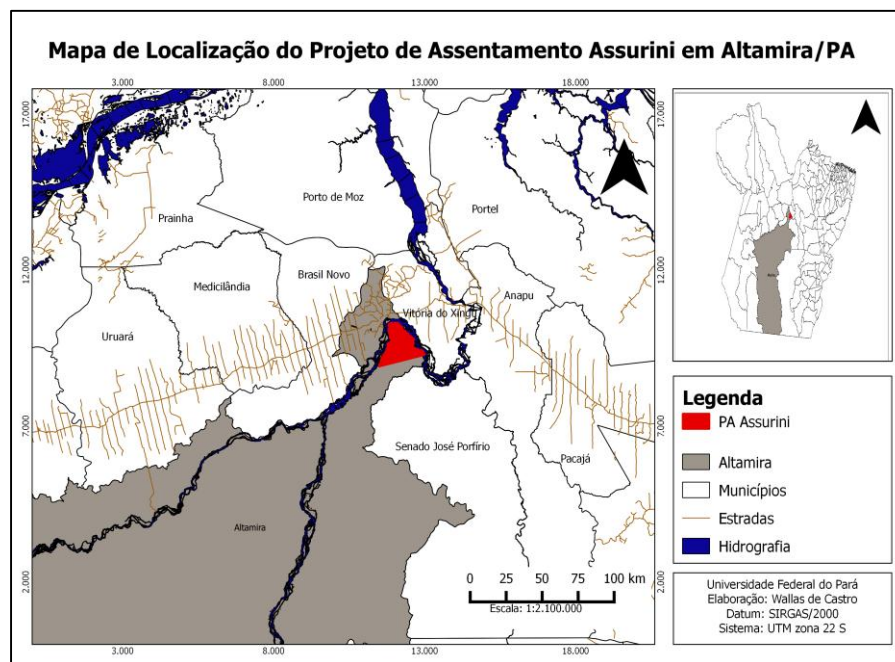 Mapa de Localização do Projeto de Assentamento Assurini em Altamira/PA
3.000 8.000 13.000 18.000
17.000 17.000
Prainha
Porto de Moz
Portel
12.000 12.000
Medicilândia
Brasil Novo
Anapu
Uruará
Vitória do Xingu
7.000 7.000
Senado José Porfírio
Pacajá
Altamira
2.000 2.000
0 25 50 75 100 km
Escala: 1:2.100.000
3.000 8.000 13.000 18.000
Legenda
PA Assurini
Altamira
Municípios
Estradas
Hidrografia
Universidade Federal do Pará
Elaboração: Wallas de Castro
Datum: SIRGAS/2000
Sistema: UTM zona 22 S